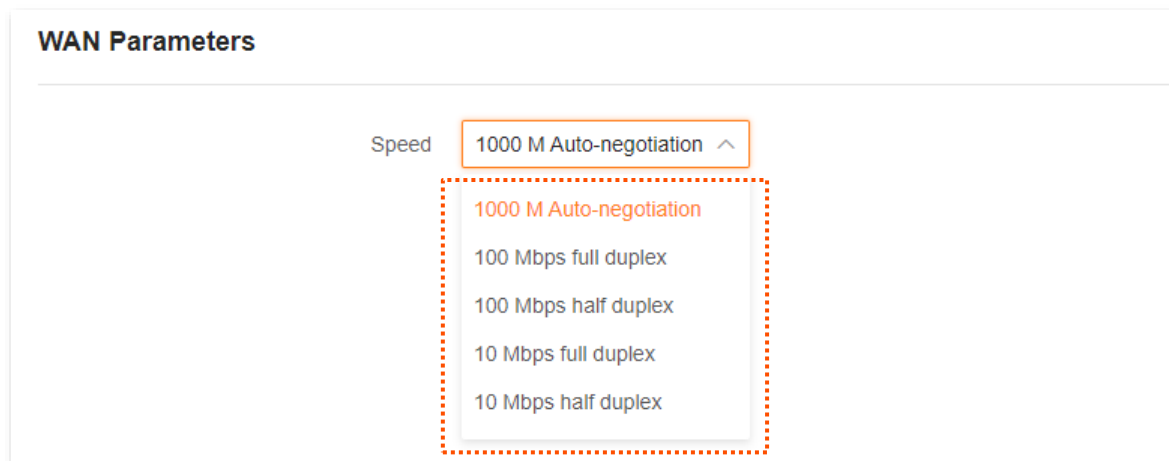 WAN Parameters
Speed 1000 M Auto-negotiation
1000 M Auto-negotiation
100 Mbps full duplex
100 Mbps half duplex
10 Mbps full duplex
10 Mbps half duplex